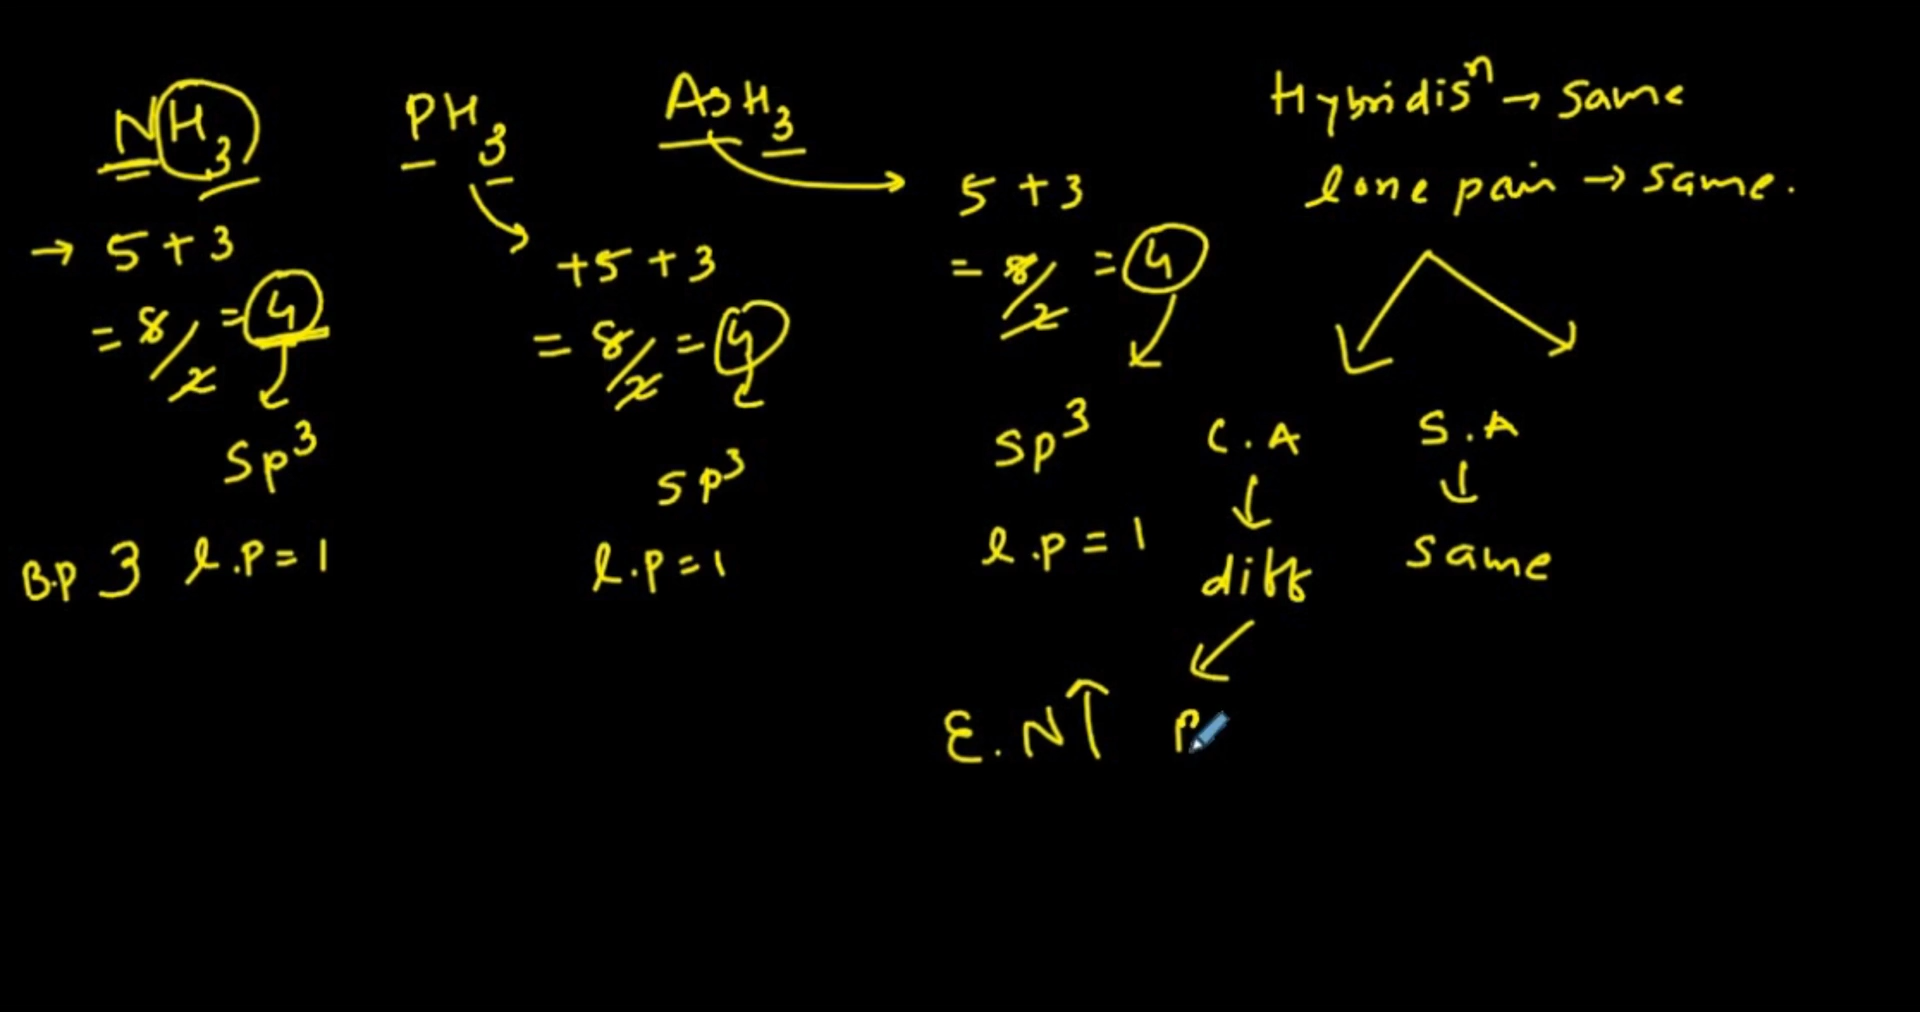 NH3 PH3 AsH3 Hybridisn → same
lone pair → same.
→ 5 + 3
= 8/2 = 4
sp3
B.P 3 l.p = 1
+5 + 3
= 8/2 = 4
sp3
l.p = 1
5 + 3
= 8/2 = 4
sp3
l.p = 1
C.A S.A
↓ ↓
diff same
E.N↑ P